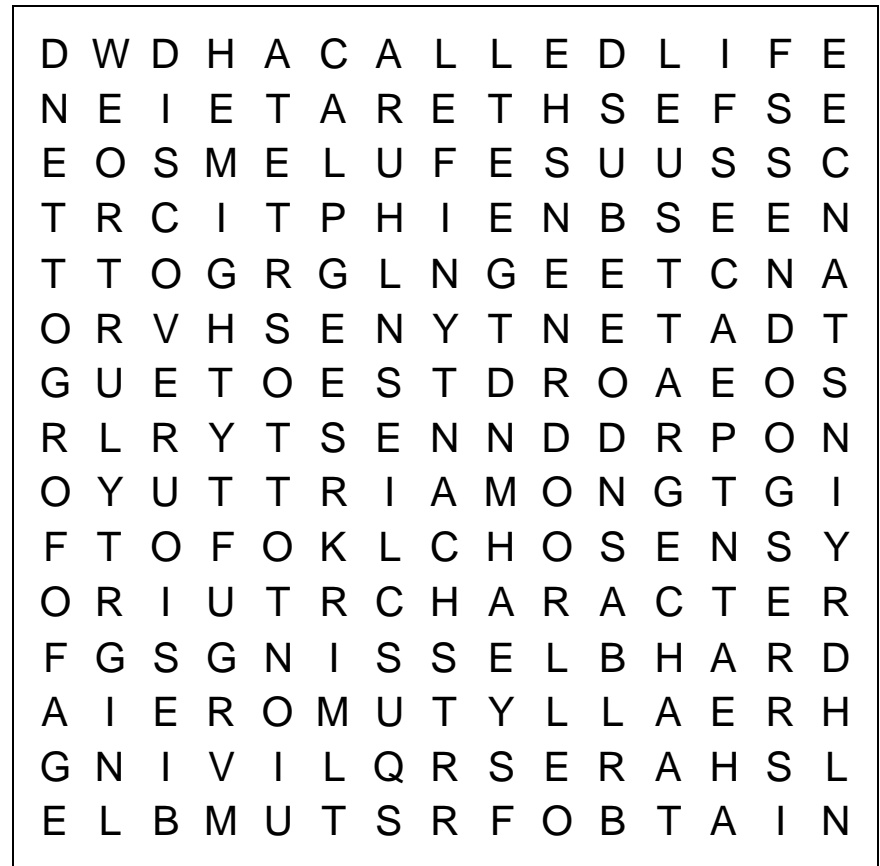 D W D H A C A L L E D L I F E
N E I E T A R E T H S E F S E
E O S M E L U F E S U U S S C
T R C I T P H I E N B S E E N
T T O G R G L N G E E T C N A
O R V H S E N Y T N E T A D T
G U E T O E S T D R O A E O S
R L R Y T S E N N D D R P O N
O Y U T T R I A M O N G T G I
F T O F O K L C H O S E N S Y
O R I U T R C H A R A C T E R
F G S G N I S S E L B H A R D
A I E R O M U T Y L L A E R H
G N I V I L Q R S E R A H S L
E L B M U T S R F O B T A I N